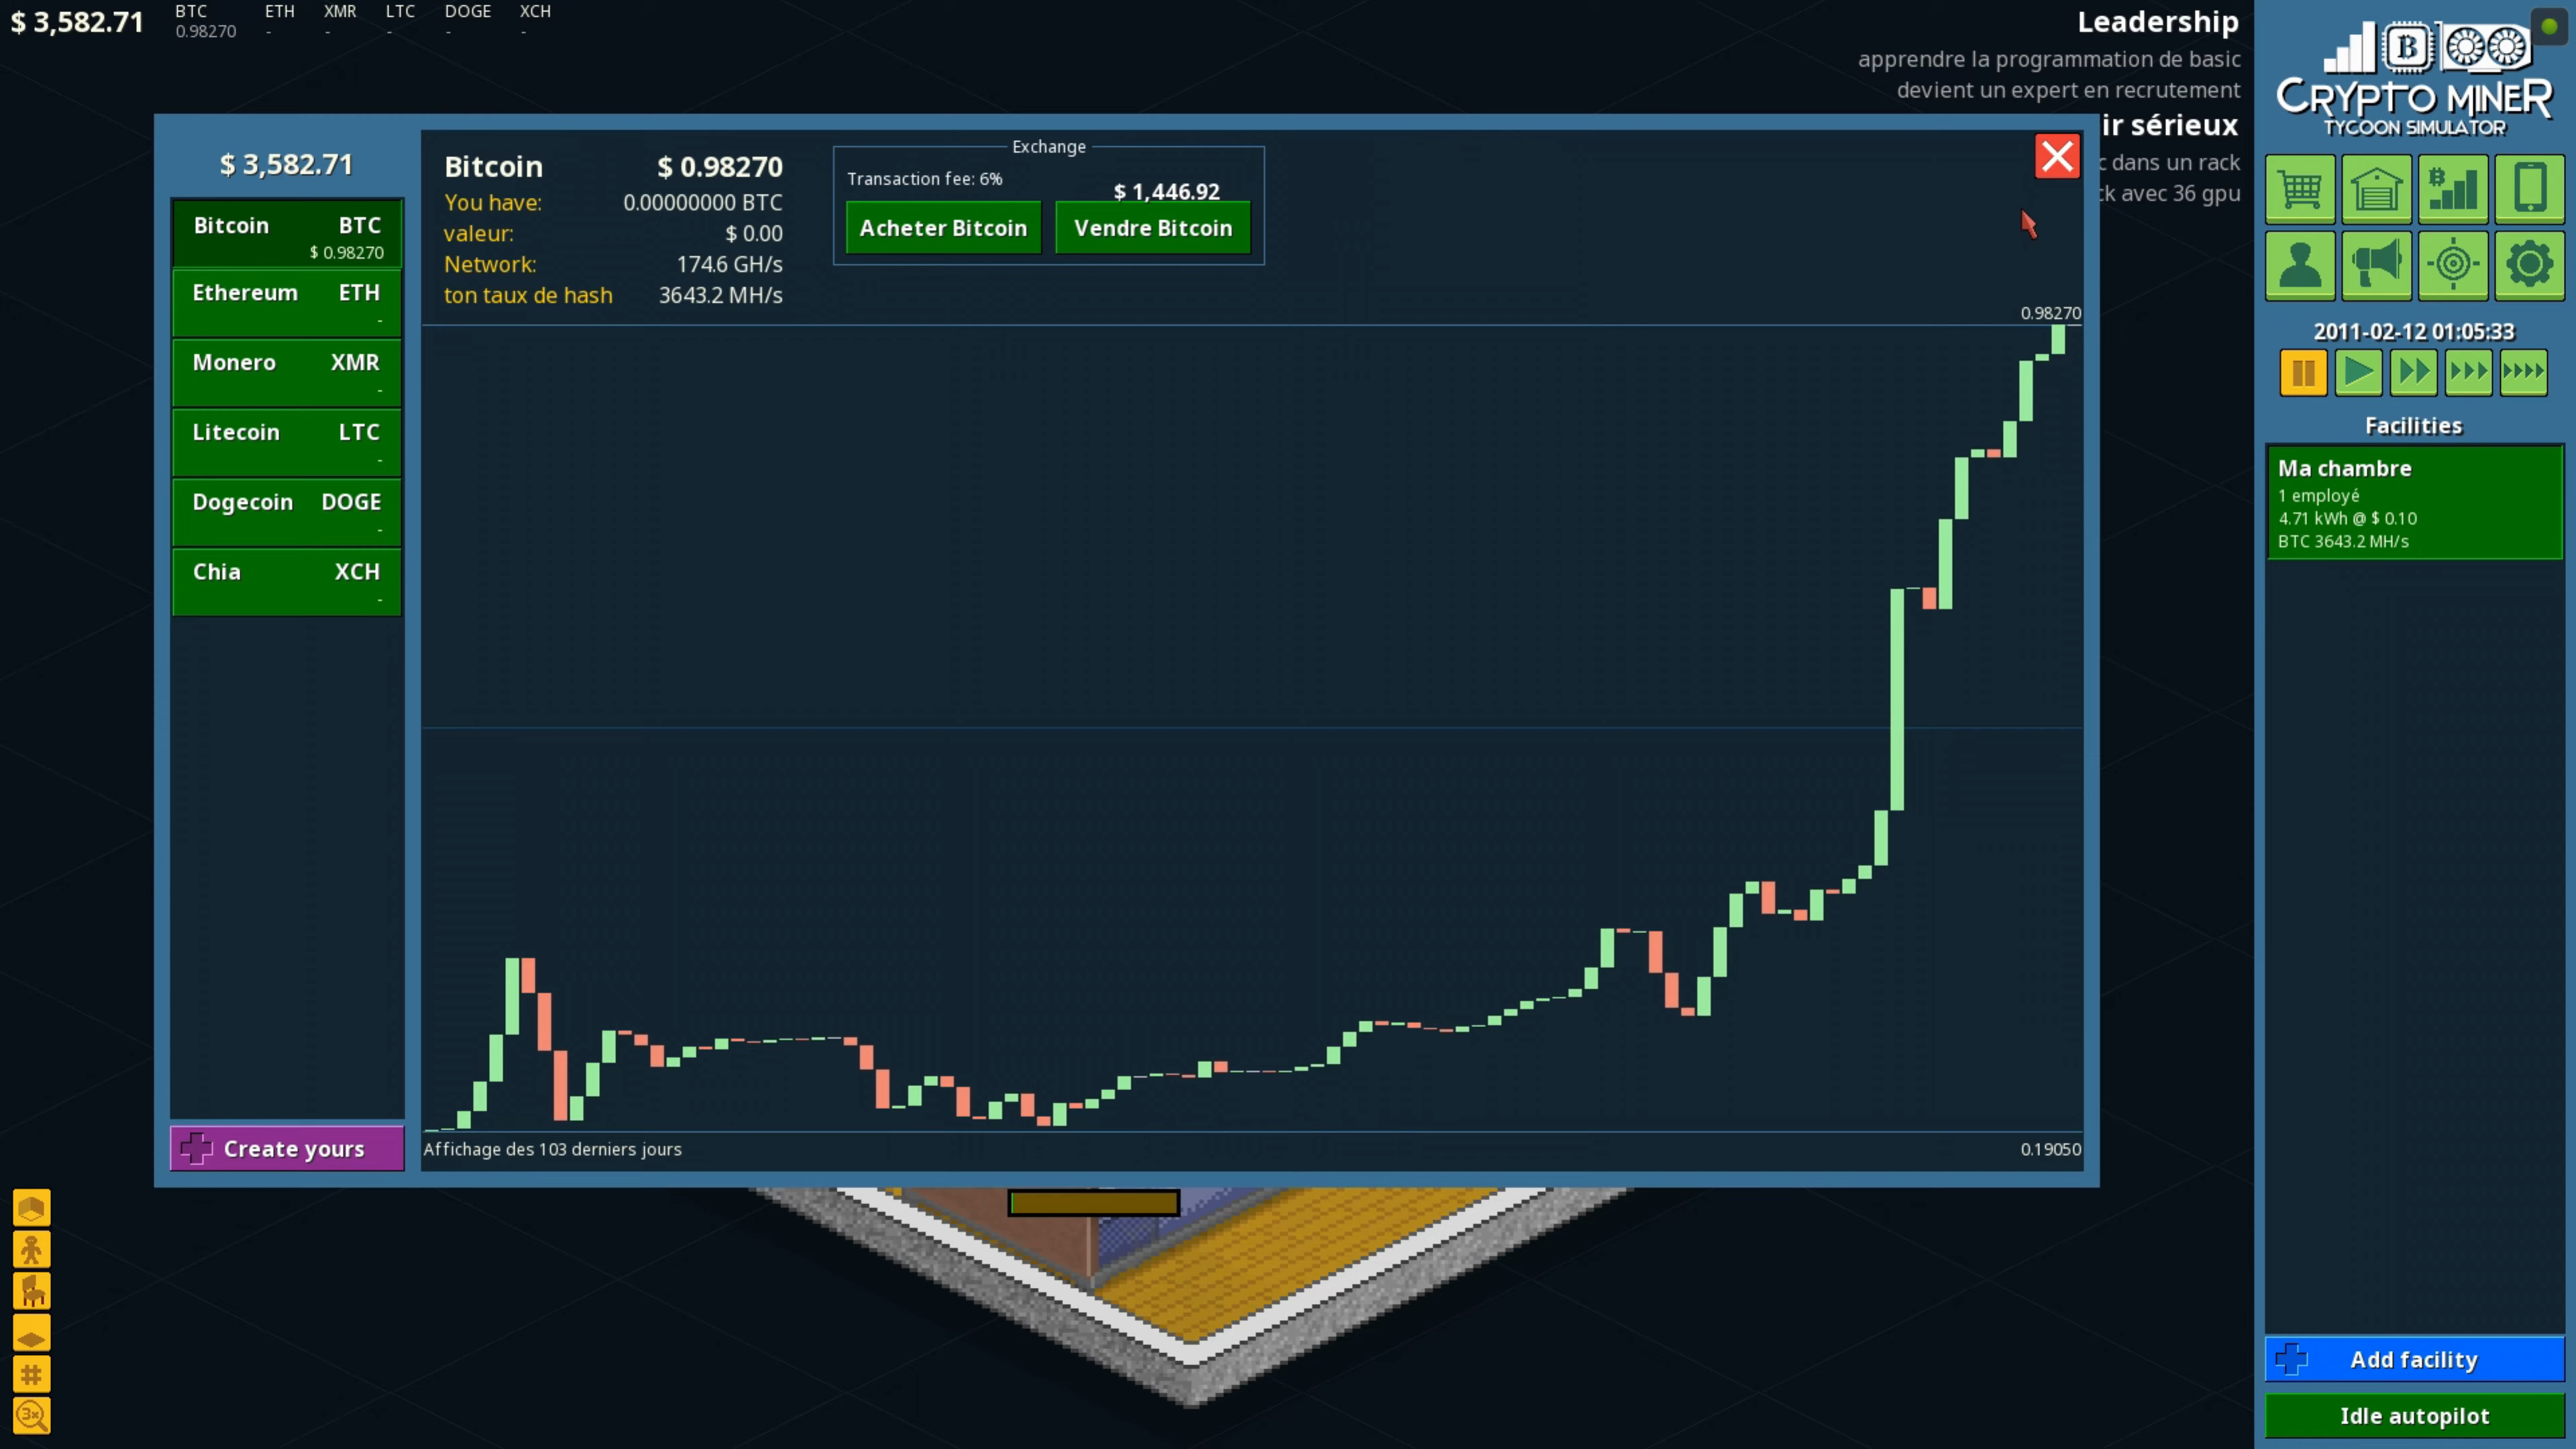 $ 3,582.71
BTC ETH XMR LTC DOGE XCH
0.98270 - - - - -
Leadership
apprendre la programmation de basic
devient un expert en recrutement
ir sérieux
c dans un rack
ck avec 36 gpu
CRYPTO MINER
TYCOON SIMULATOR
$ 3,582.71
Bitcoin BTC
$ 0.98270
Ethereum ETH
-
Monero XMR
-
Litecoin LTC
-
Dogecoin DOGE
-
Chia XCH
-
Create yours
Bitcoin $ 0.98270
You have: 0.00000000 BTC
valeur: $ 0.00
Network: 174.6 GH/s
ton taux de hash 3643.2 MH/s
Exchange
Transaction fee: 6%
$ 1,446.92
Acheter Bitcoin Vendre Bitcoin
0.98270
Affichage des 103 derniers jours 0.19050
2011-02-12 01:05:33
Facilities
Ma chambre
1 employé
4.71 kWh @ $ 0.10
BTC 3643.2 MH/s
3x
Add facility
Idle autopilot